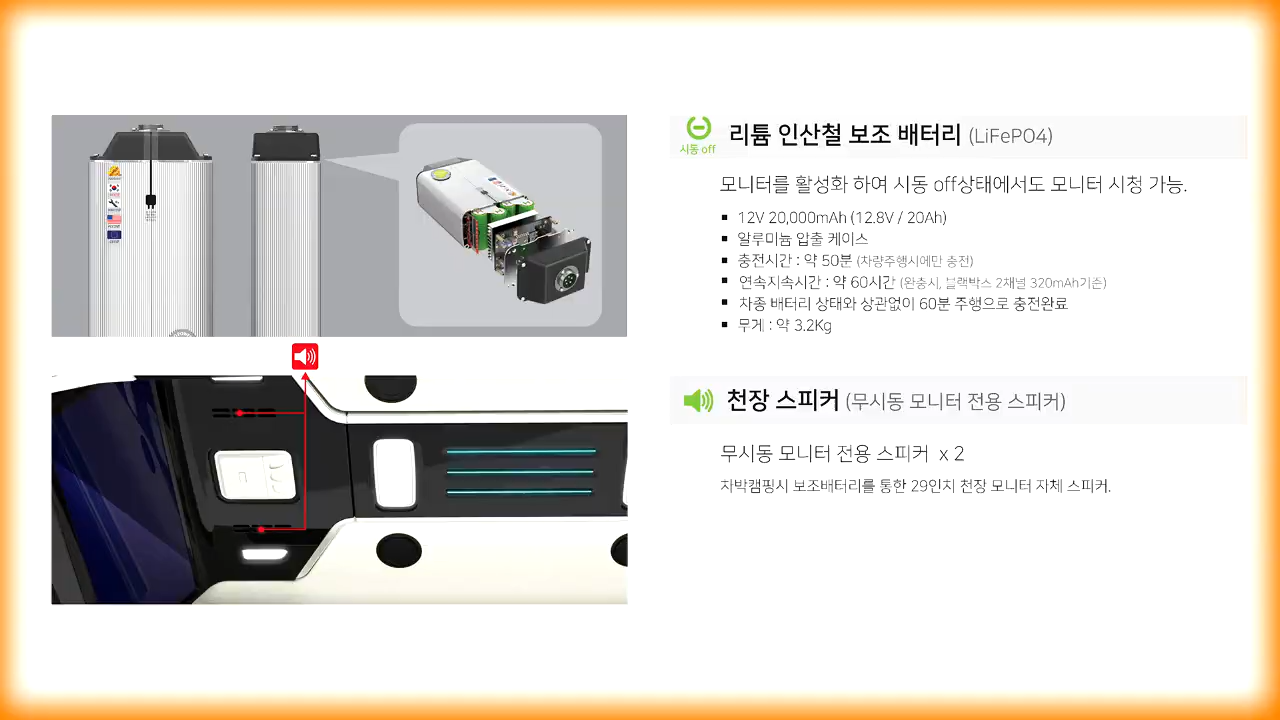 시동 off
리튬 인산철 보조 배터리 (LiFePO4)
모니터를 활성화 하여 시동 off상태에서도 모니터 시청 가능.
▪ 12V 20,000mAh (12.8V / 20Ah)
▪ 알루미늄 압출 케이스
▪ 충전시간 : 약 50분 (차량주행시에만 충전)
▪ 연속지속시간 : 약 60시간 (완충시, 블랙박스 2채널 320mAh기준)
▪ 차종 배터리 상태와 상관없이 60분 주행으로 충전완료
▪ 무게 : 약 3.2Kg
천장 스피커 (무시동 모니터 전용 스피커)
무시동 모니터 전용 스피커 x 2
차박캠핑시 보조배터리를 통한 29인치 천장 모니터 자체 스피커.